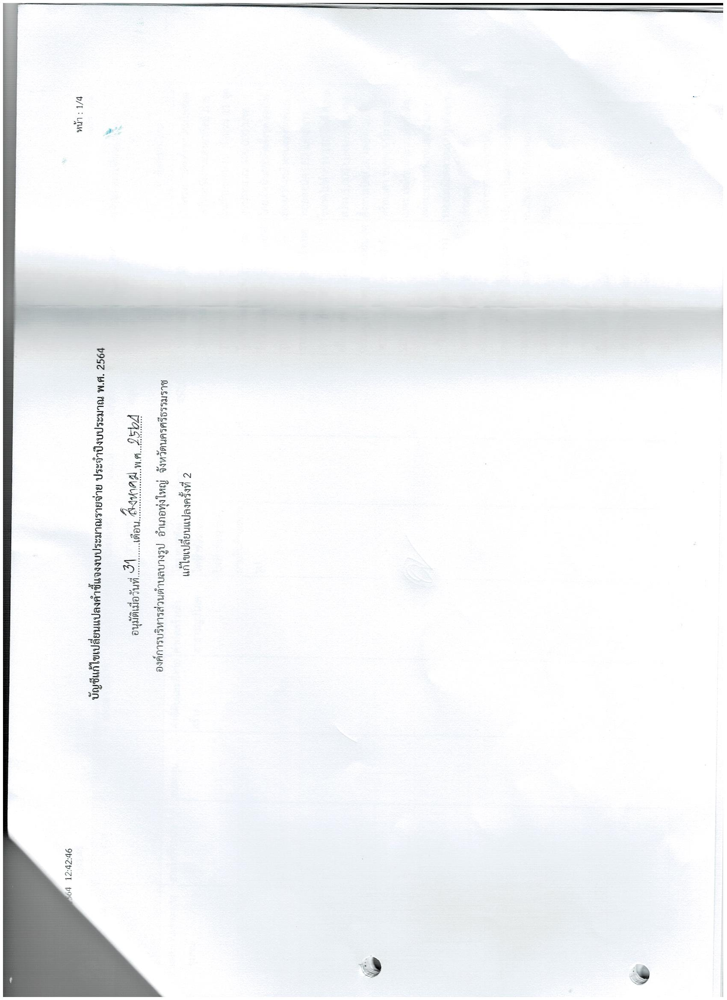 564 12:42:46
หน้า : 1/4
บัญชีแก้ไขเปลี่ยนแปลงคำชี้แจงงบประมาณรายจ่าย ประจำปีงบประมาณ พ.ศ. 2564
อนุมัติเมื่อวันที่ 31 เดือน สิงหาคม พ.ศ. 2564
องค์การบริหารส่วนตำบลบางรูป อำเภอทุ่งใหญ่ จังหวัดนครศรีธรรมราช
แก้ไขเปลี่ยนแปลงครั้งที่ 2